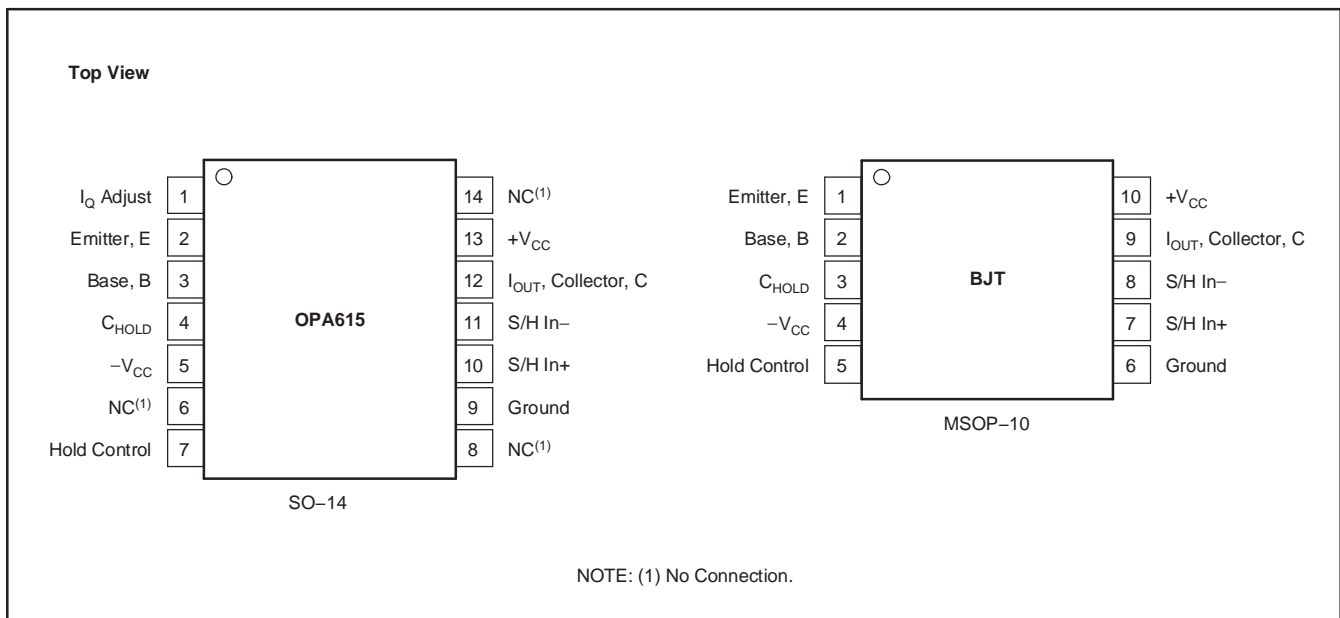 Top View
I_Q Adjust 1
Emitter, E 2
Base, B 3
C_HOLD 4
−V_CC 5
NC(1) 6
Hold Control 7
OPA615
14 NC(1)
13 +V_CC
12 I_OUT, Collector, C
11 S/H In−
10 S/H In+
9 Ground
8 NC(1)
SO−14
Emitter, E 1
Base, B 2
C_HOLD 3
−V_CC 4
Hold Control 5
BJT
10 +V_CC
9 I_OUT, Collector, C
8 S/H In−
7 S/H In+
6 Ground
MSOP−10
NOTE: (1) No Connection.